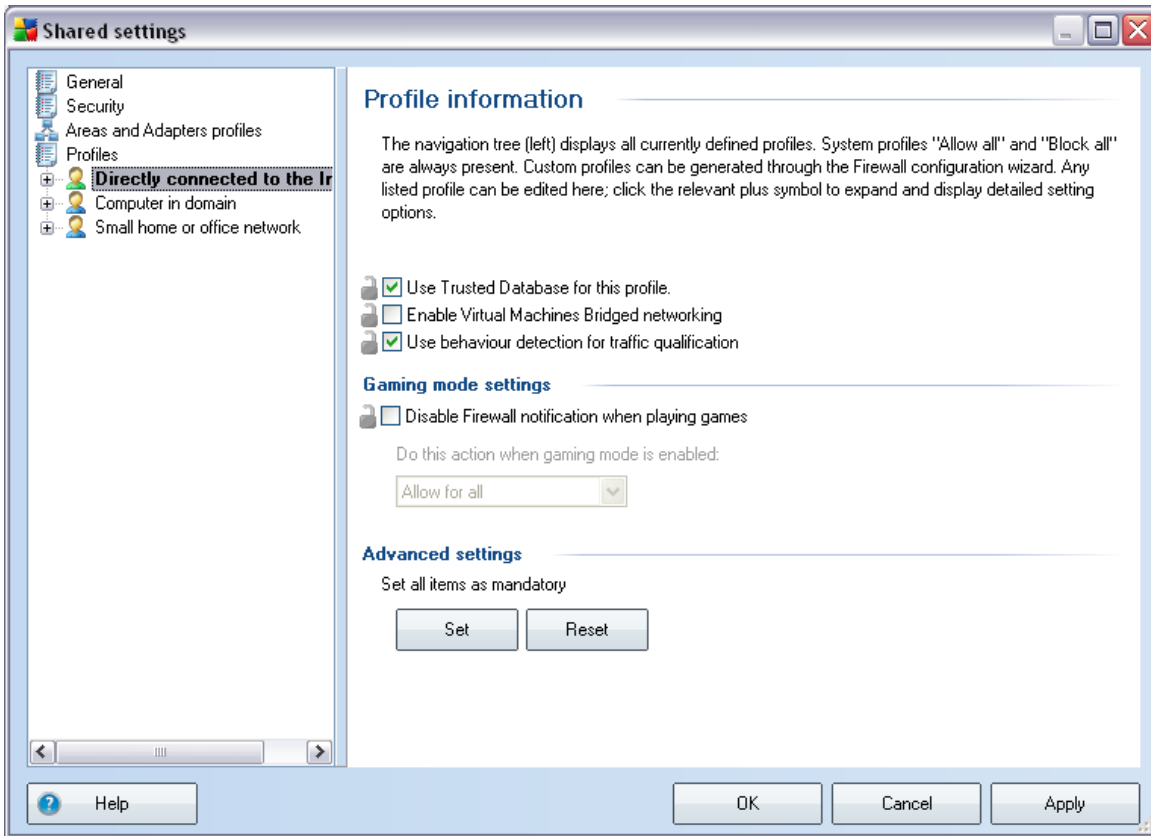 Shared settings
General
Security
Areas and Adapters profiles
Profiles
Directly connected to the Ir
Computer in domain
Small home or office network
Profile information
The navigation tree (left) displays all currently defined profiles. System profiles "Allow all" and "Block all"
are always present. Custom profiles can be generated through the Firewall configuration wizard. Any
listed profile can be edited here; click the relevant plus symbol to expand and display detailed setting
options.
Use Trusted Database for this profile.
Enable Virtual Machines Bridged networking
Use behaviour detection for traffic qualification
Gaming mode settings
Disable Firewall notification when playing games
Do this action when gaming mode is enabled:
Allow for all
Advanced settings
Set all items as mandatory
Set
Reset
Help
OK
Cancel
Apply